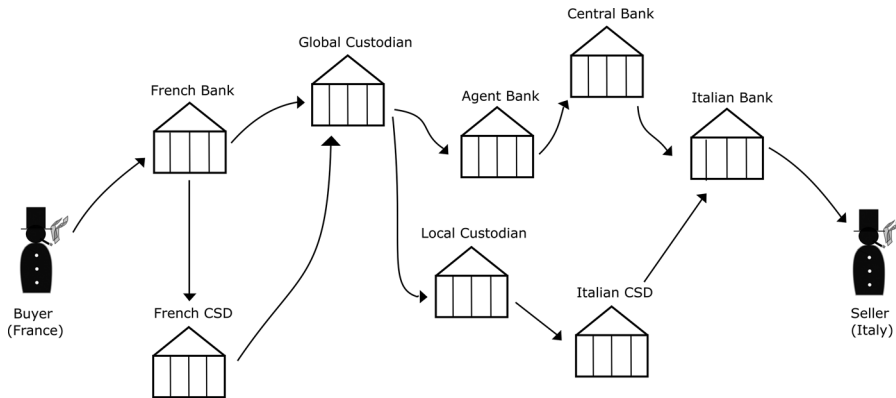 Central Bank
Global Custodian
French Bank
Agent Bank
Italian Bank
Local Custodian
Italian CSD
French CSD
Buyer
(France)
Seller
(Italy)